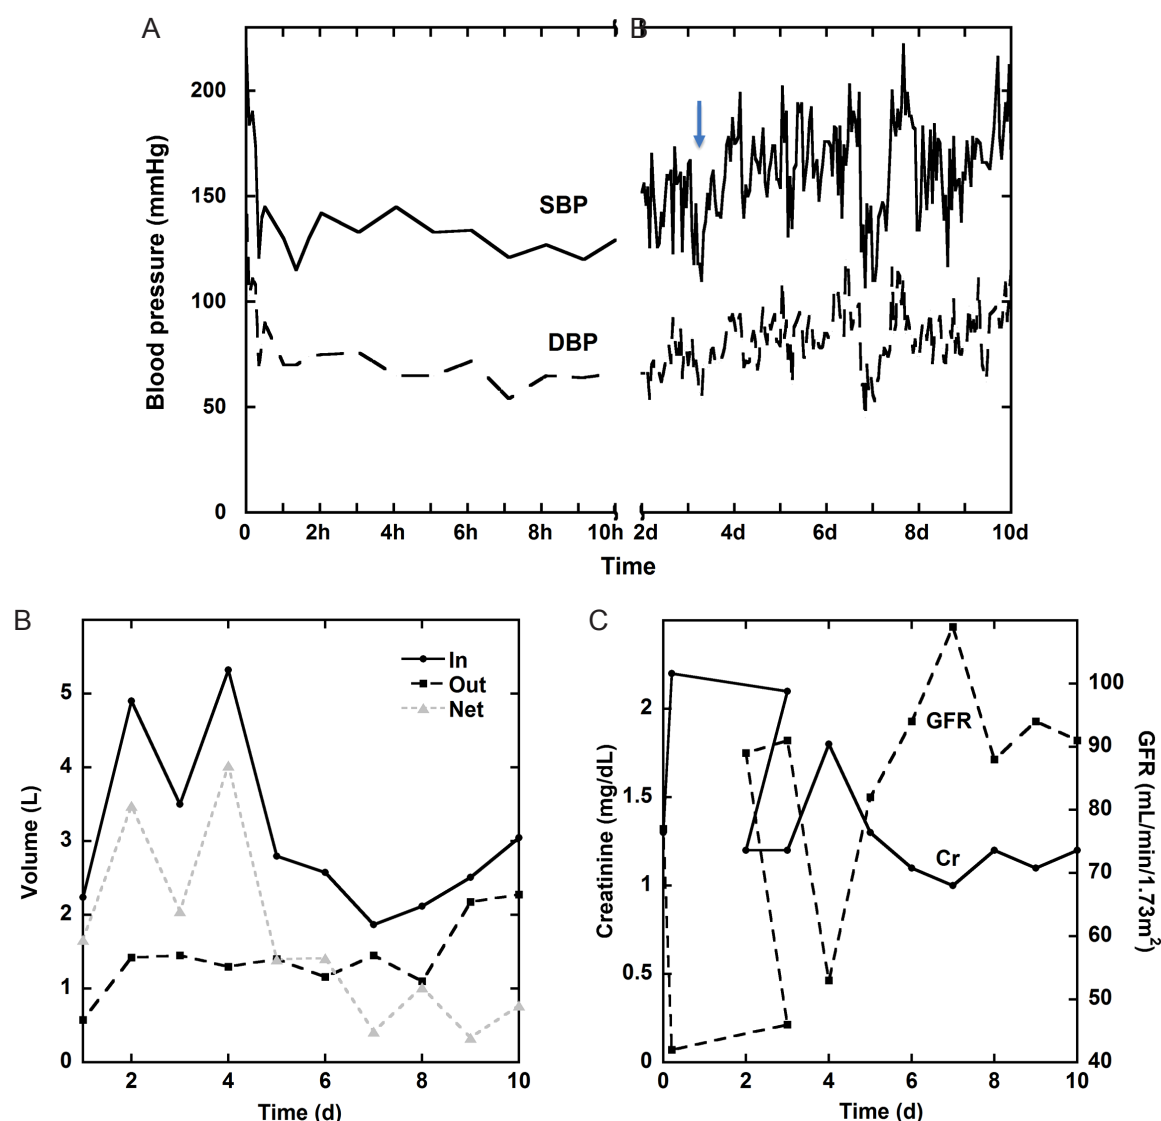 A
B
200
150
100
50
0
Blood pressure (mmHg)
SBP
DBP
0 2h 4h 6h 8h 10h 2d 4d 6d 8d 10d
Time
B
5
4
3
2
1
0
Volume (L)
In
Out
Net
2 4 6 8 10
Time (d)
C
2
1.5
1
0.5
0
Creatinine (mg/dL)
GFR
Cr
100
90
80
70
60
50
40
GFR (mL/min/1.73m²)
0 2 4 6 8 10
Time (d)